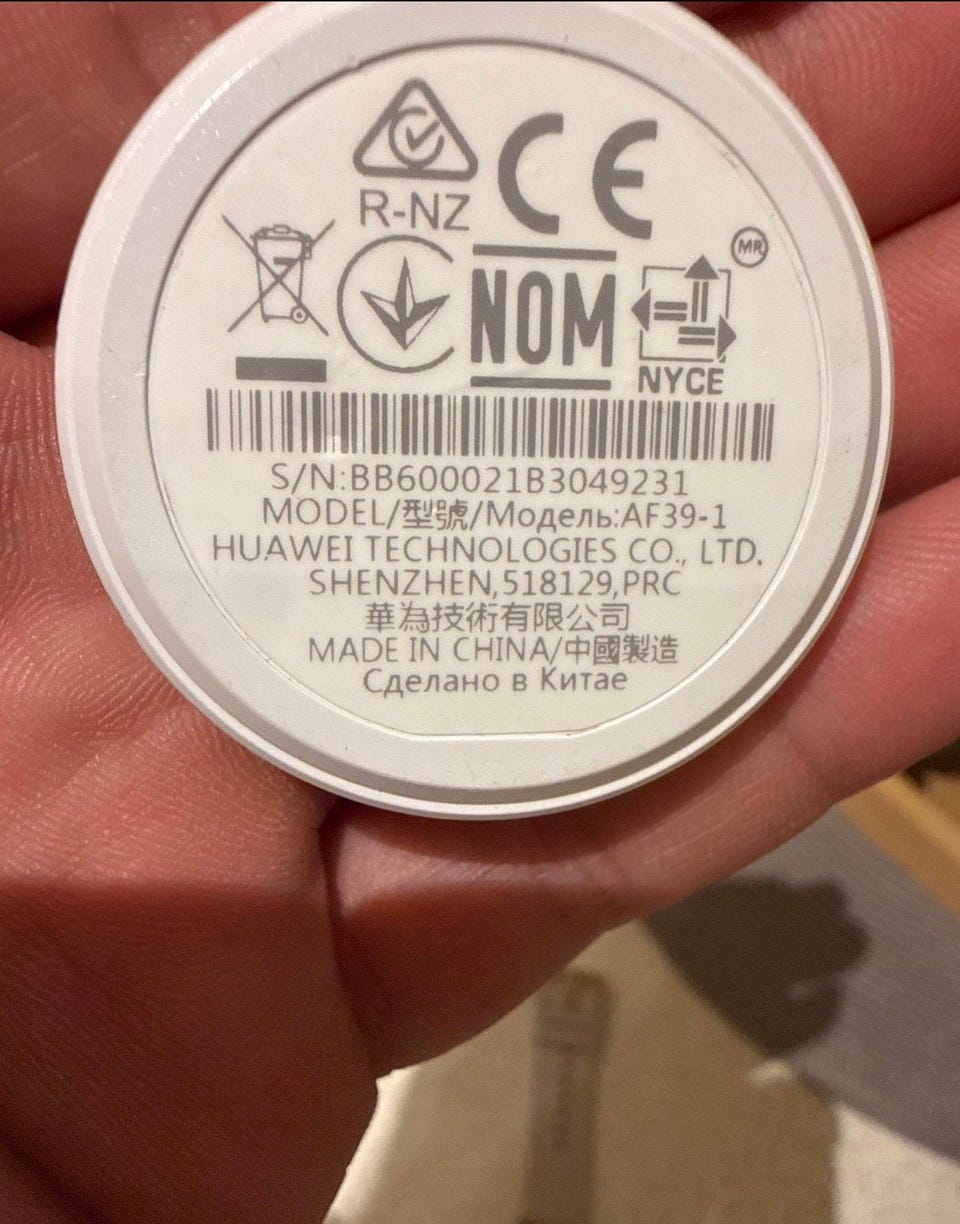 R-NZ
CE
NOM
MR
NYCE
S/N:BB600021B3049231
MODEL/型號/Модель:AF39-1
HUAWEI TECHNOLOGIES CO., LTD.
SHENZHEN,518129,PRC
華為技術有限公司
MADE IN CHINA/中國製造
Сделано в Китае